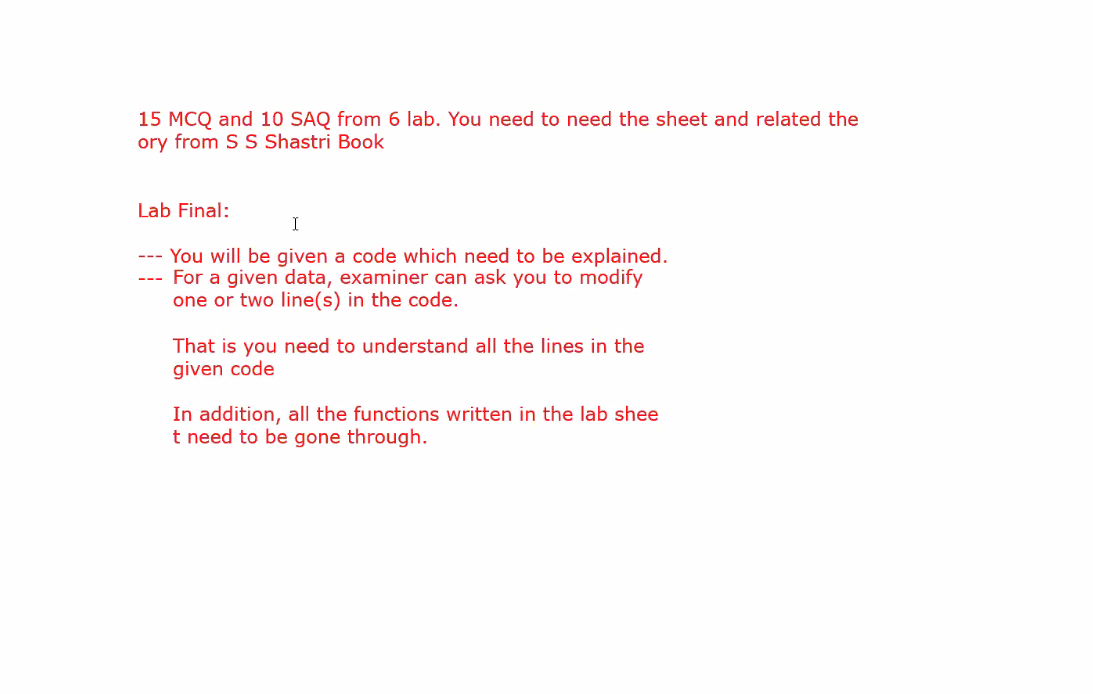 15 MCQ and 10 SAQ from 6 lab. You need to need the sheet and related the
ory from S S Shastri Book
Lab Final:
--- You will be given a code which need to be explained.
--- For a given data, examiner can ask you to modify
one or two line(s) in the code.
That is you need to understand all the lines in the
given code
In addition, all the functions written in the lab shee
t need to be gone through.